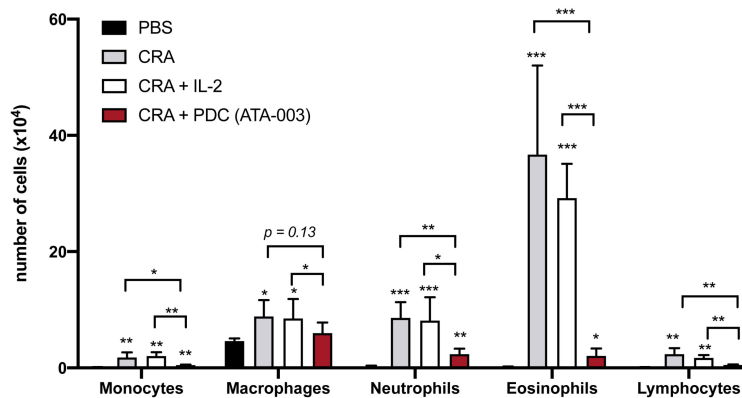 60
40
20
0
number of cells (x10⁴)
PBS
CRA
CRA + IL-2
CRA + PDC (ATA-003)
*
**
** ** **
p = 0.13
*
* *
**
*
*** *** **
***
***
*** *** *
**
**
** **
Monocytes Macrophages Neutrophils Eosinophils Lymphocytes